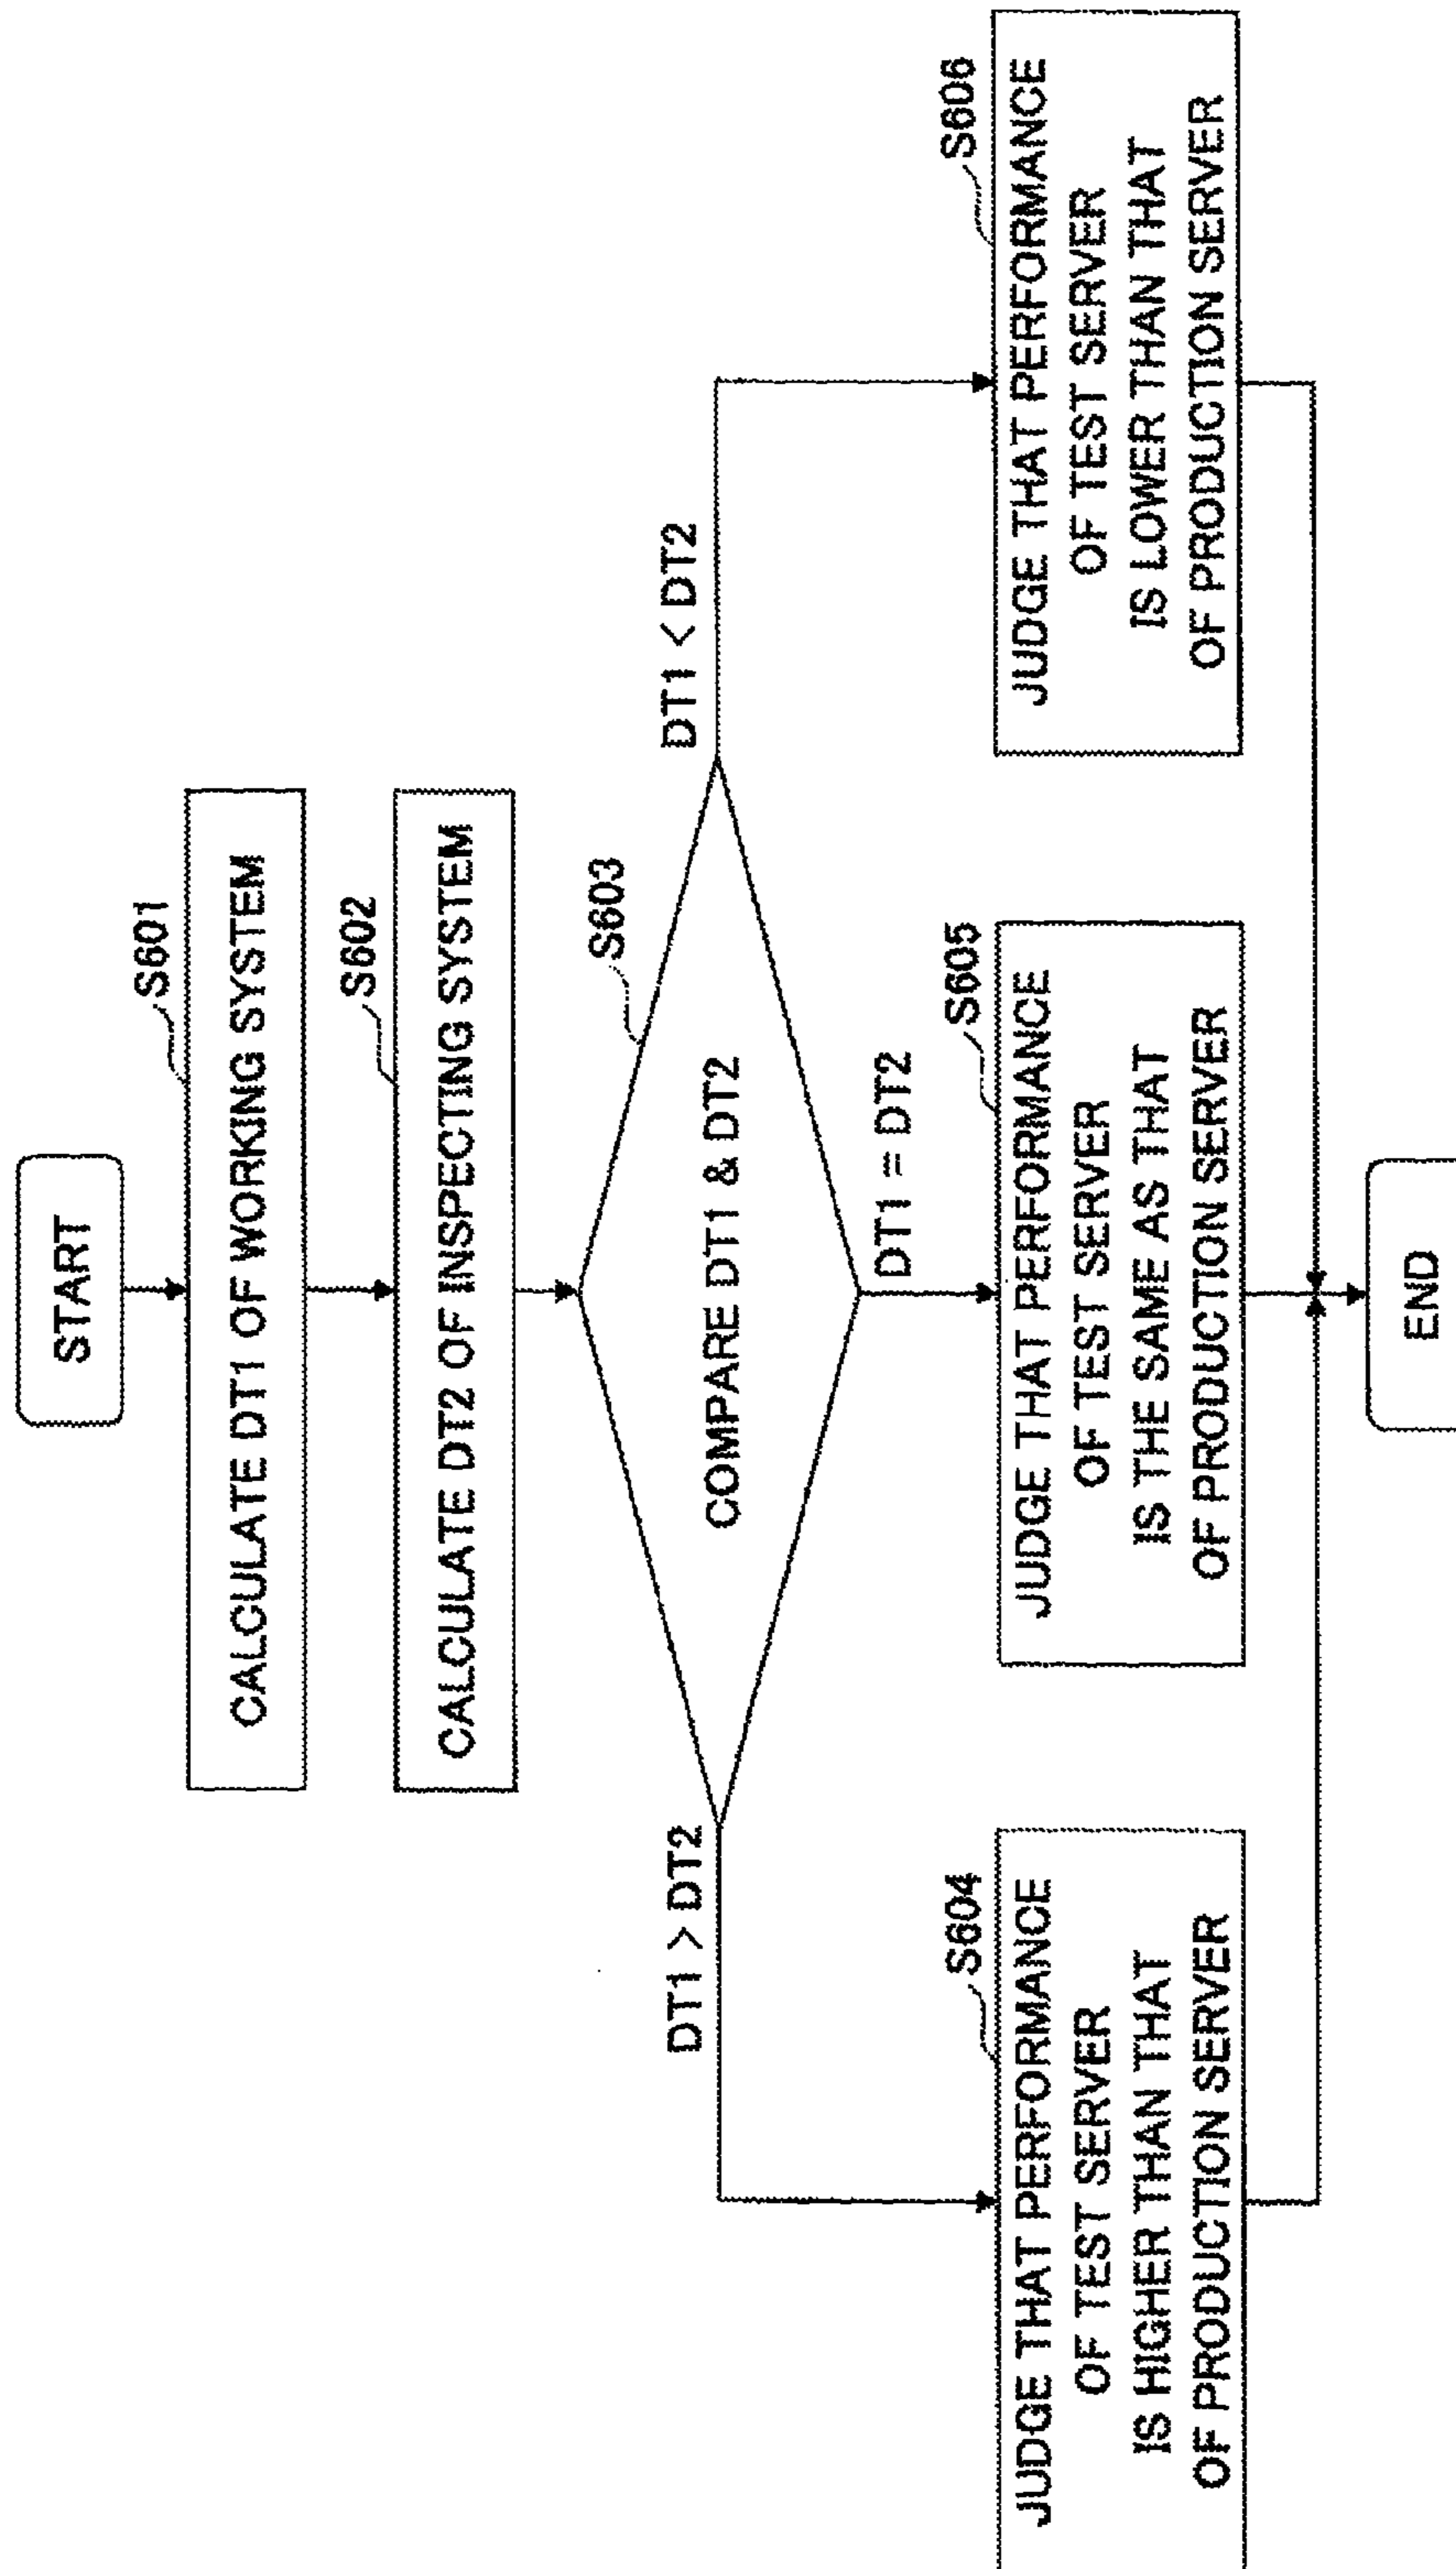 START
S601
CALCULATE DT1 OF WORKING SYSTEM
S602
CALCULATE DT2 OF INSPECTING SYSTEM
S603
COMPARE DT1 & DT2
DT1 > DT2
DT1 = DT2
DT1 < DT2
S604
JUDGE THAT PERFORMANCE
OF TEST SERVER
IS HIGHER THAN THAT
OF PRODUCTION SERVER
S605
JUDGE THAT PERFORMANCE
OF TEST SERVER
IS THE SAME AS THAT
OF PRODUCTION SERVER
S606
JUDGE THAT PERFORMANCE
OF TEST SERVER
IS LOWER THAN THAT
OF PRODUCTION SERVER
END